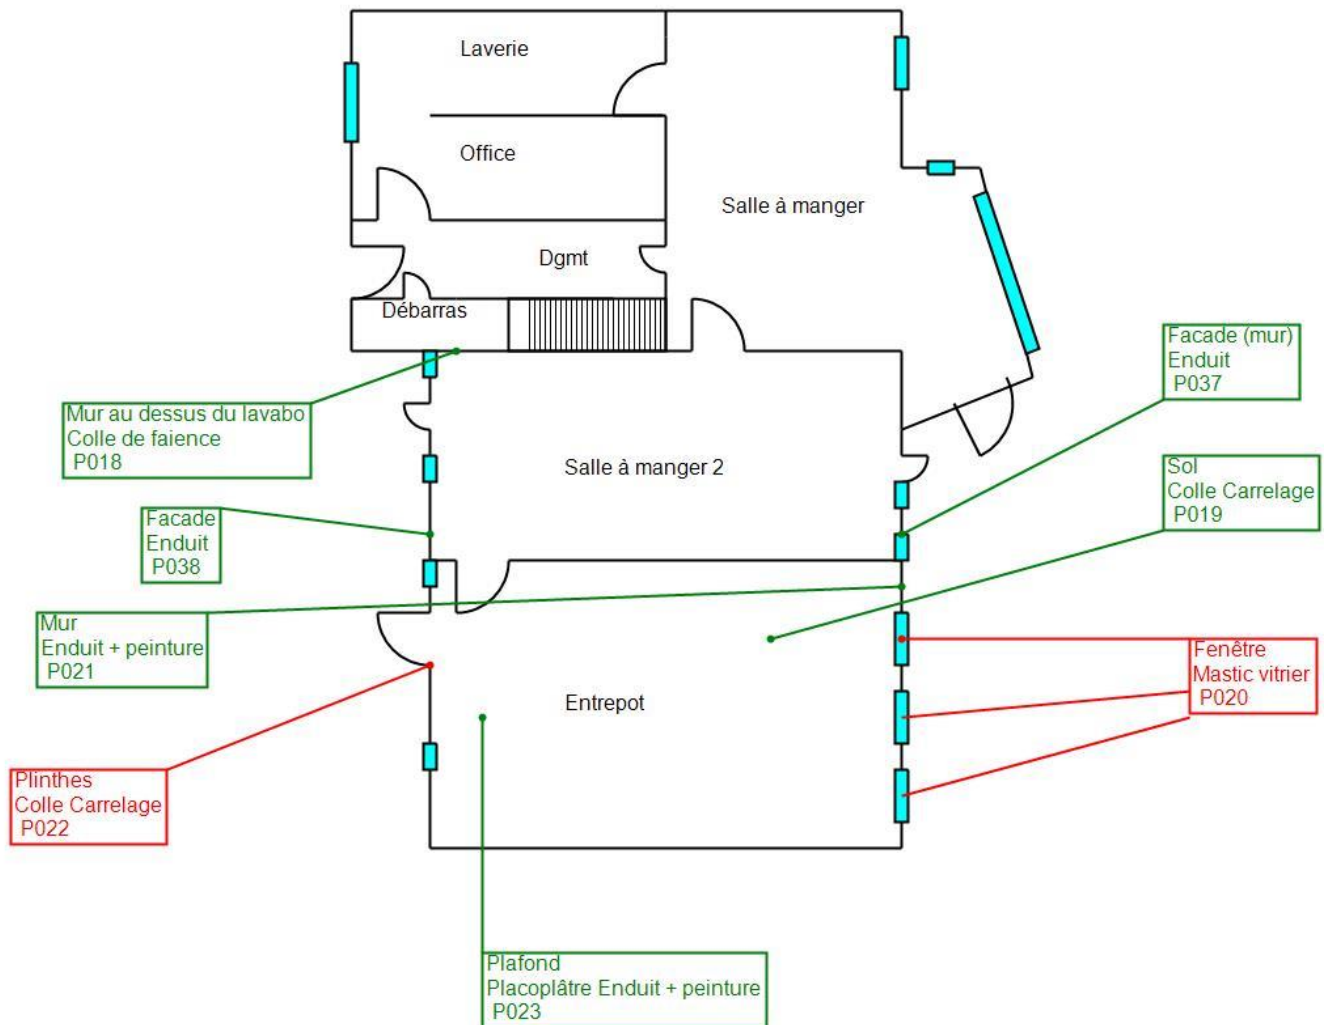 Laverie
Office
Salle à manger
Dgmt
Débarras
Facade (mur)
Enduit
P037
Mur au dessus du lavabo
Colle de faience
P018
Salle à manger 2
Sol
Colle Carrelage
P019
Facade
Enduit
P038
Mur
Enduit + peinture
P021
Fenêtre
Mastic vitrier
P020
Entrepot
Plinthes
Colle Carrelage
P022
Plafond
Placoplâtre Enduit + peinture
P023